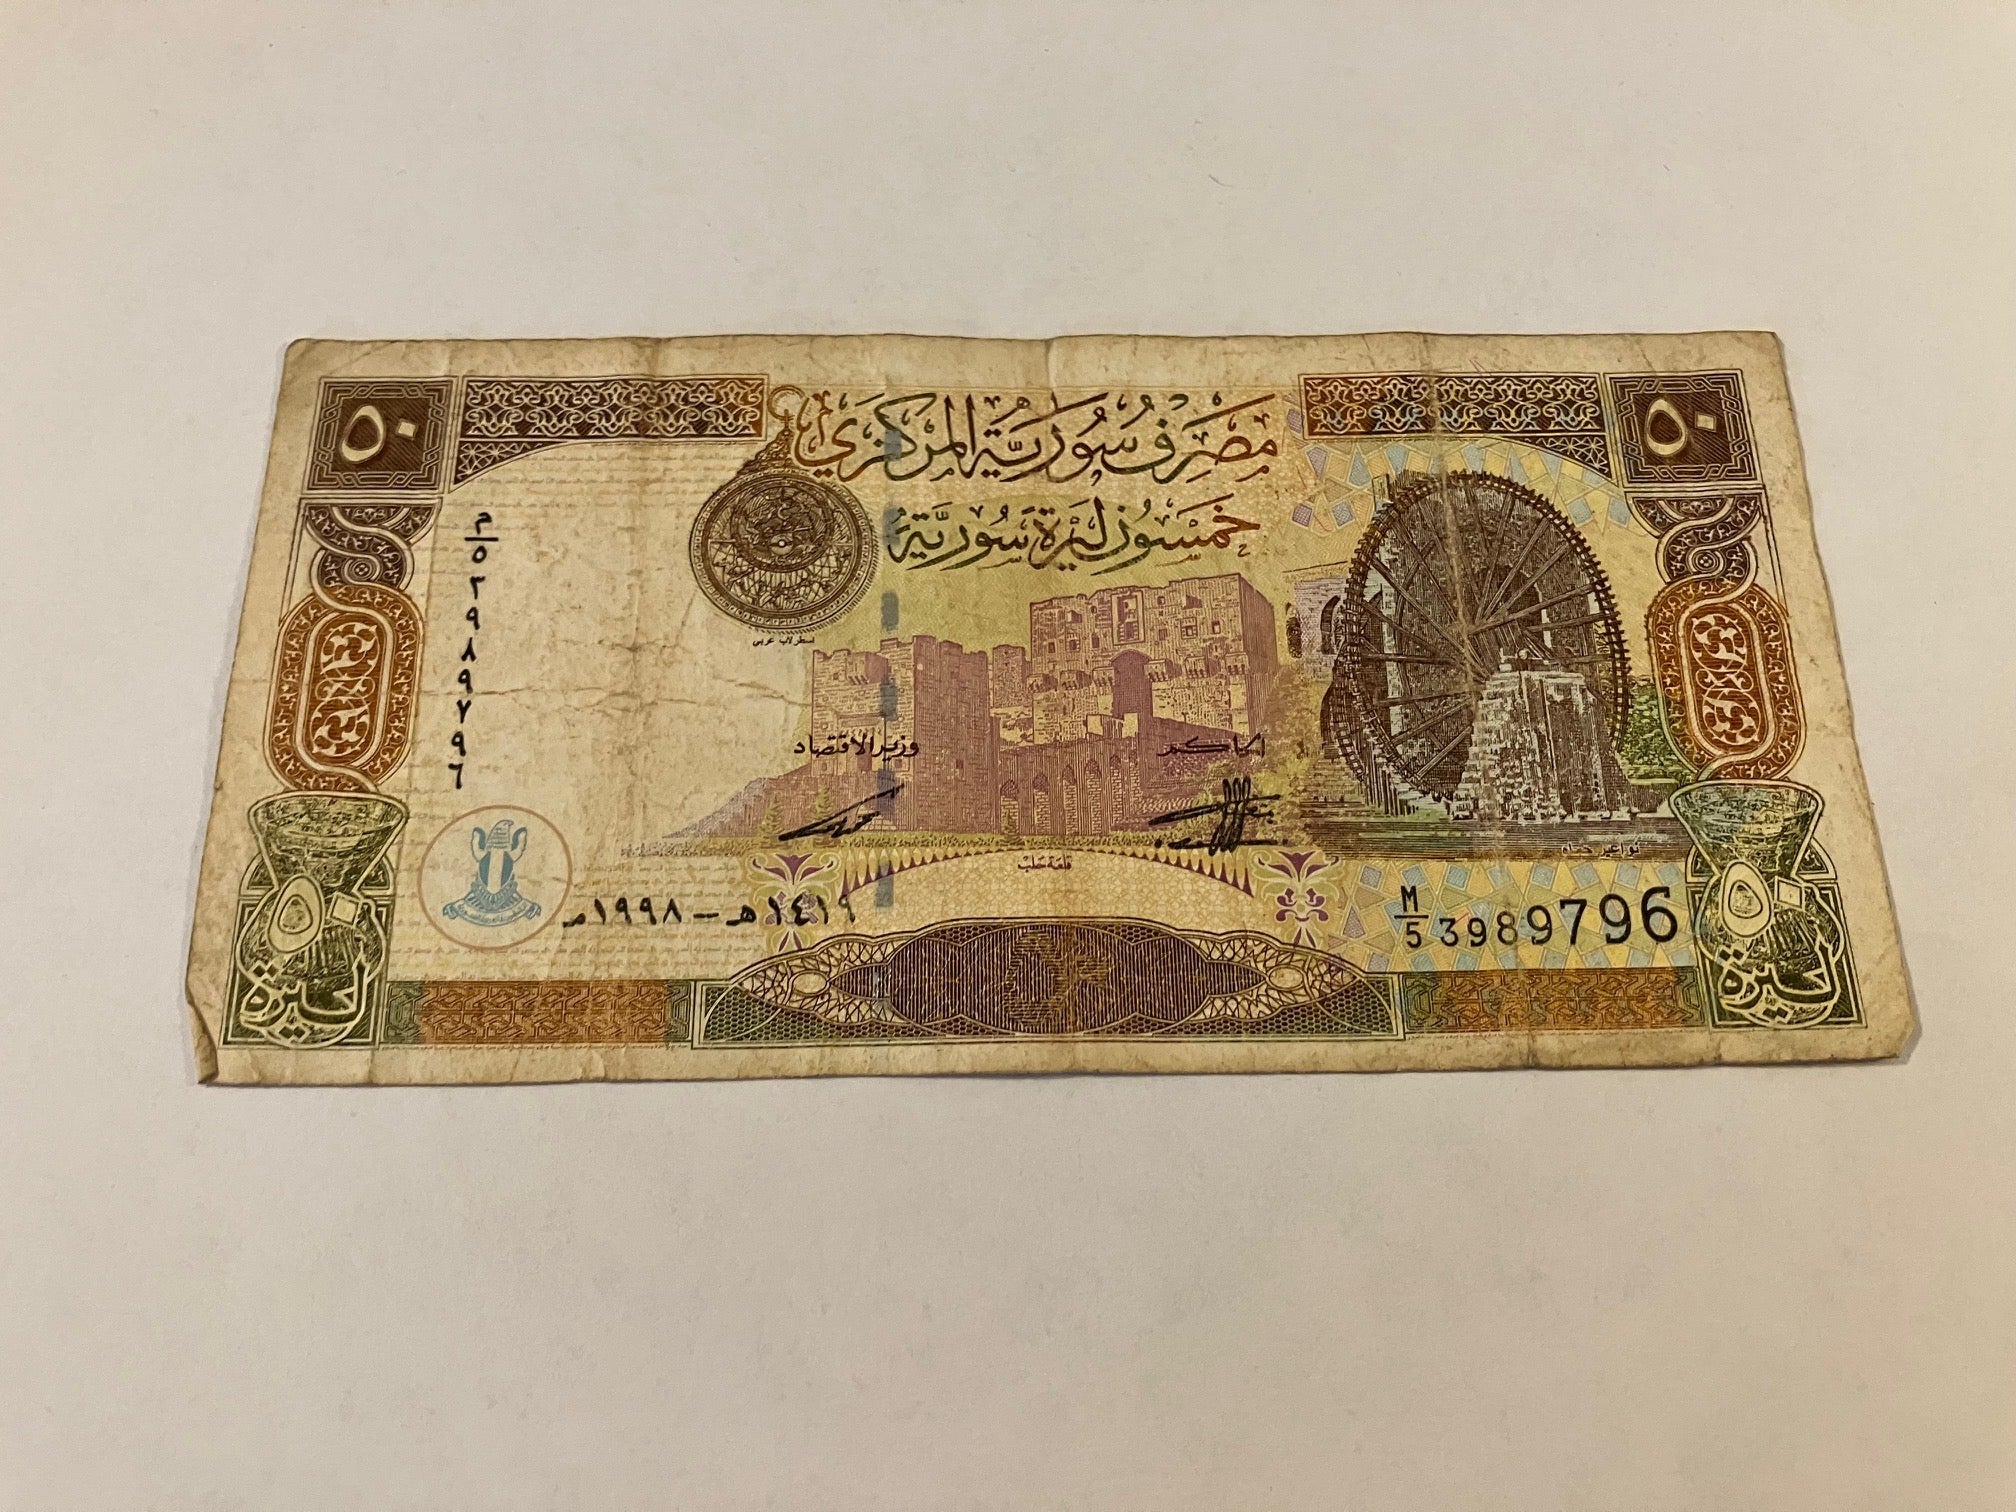 ٥٠
٥٠
مصرف سورية المركزي
خمسون ليرة سورية
م/٥ ٣٩٨٩٧٩٦
اسطرلاب عربي
وزير الاقتصاد
الحاكم
نواعير حماه
قلعة حلب
١٤١٩هـ - ١٩٩٨م
M/5 3989796
٥٠
ليرة
٥٠
ليرة